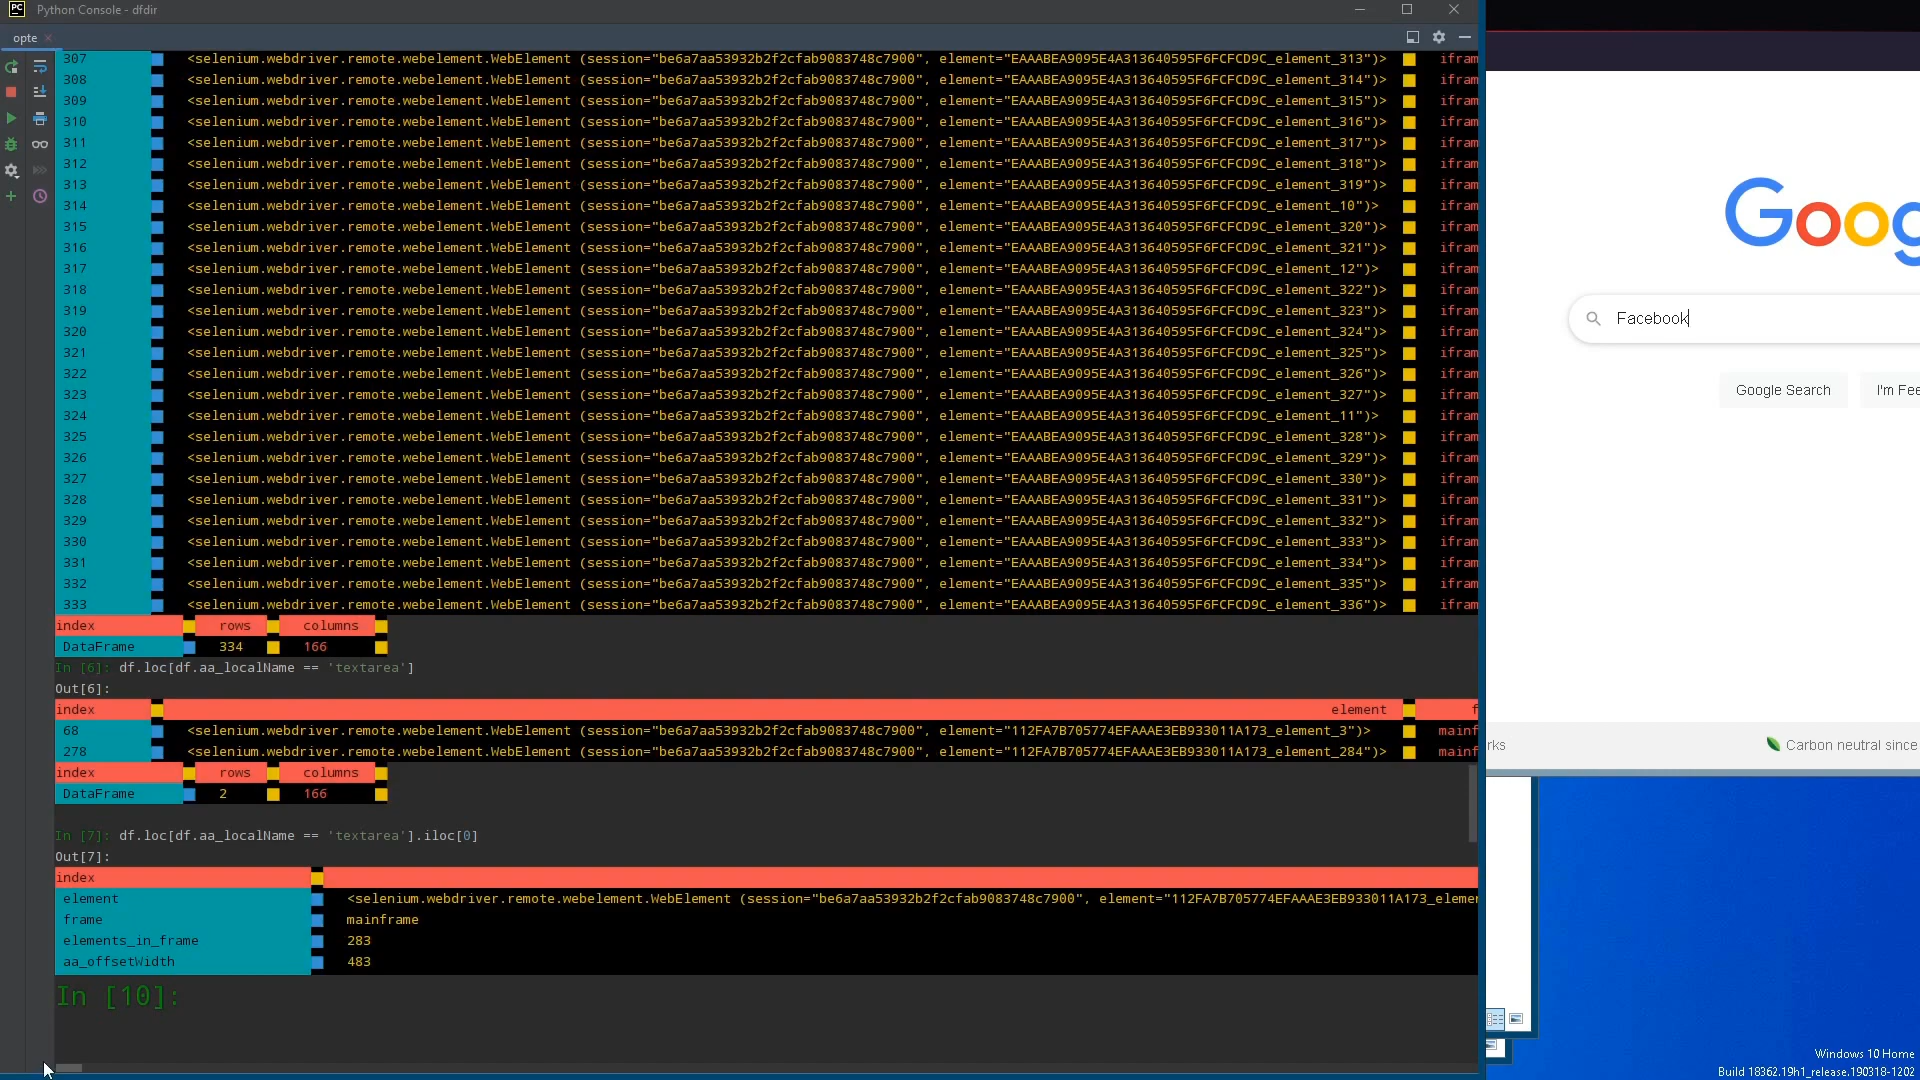 PC Python Console - dfdir
opte
307 <selenium.webdriver.remote.webelement.WebElement (session="be6a7aa53932b2f2cfab9083748c7900", element="EAAABEA9095E4A313640595F6FCFCD9C_element_313")> ifram
308 <selenium.webdriver.remote.webelement.WebElement (session="be6a7aa53932b2f2cfab9083748c7900", element="EAAABEA9095E4A313640595F6FCFCD9C_element_314")> ifram
309 <selenium.webdriver.remote.webelement.WebElement (session="be6a7aa53932b2f2cfab9083748c7900", element="EAAABEA9095E4A313640595F6FCFCD9C_element_315")> ifram
310 <selenium.webdriver.remote.webelement.WebElement (session="be6a7aa53932b2f2cfab9083748c7900", element="EAAABEA9095E4A313640595F6FCFCD9C_element_316")> ifram
311 <selenium.webdriver.remote.webelement.WebElement (session="be6a7aa53932b2f2cfab9083748c7900", element="EAAABEA9095E4A313640595F6FCFCD9C_element_317")> ifram
312 <selenium.webdriver.remote.webelement.WebElement (session="be6a7aa53932b2f2cfab9083748c7900", element="EAAABEA9095E4A313640595F6FCFCD9C_element_318")> ifram
313 <selenium.webdriver.remote.webelement.WebElement (session="be6a7aa53932b2f2cfab9083748c7900", element="EAAABEA9095E4A313640595F6FCFCD9C_element_319")> ifram
314 <selenium.webdriver.remote.webelement.WebElement (session="be6a7aa53932b2f2cfab9083748c7900", element="EAAABEA9095E4A313640595F6FCFCD9C_element_10")> ifram
315 <selenium.webdriver.remote.webelement.WebElement (session="be6a7aa53932b2f2cfab9083748c7900", element="EAAABEA9095E4A313640595F6FCFCD9C_element_320")> ifram
316 <selenium.webdriver.remote.webelement.WebElement (session="be6a7aa53932b2f2cfab9083748c7900", element="EAAABEA9095E4A313640595F6FCFCD9C_element_321")> ifram
317 <selenium.webdriver.remote.webelement.WebElement (session="be6a7aa53932b2f2cfab9083748c7900", element="EAAABEA9095E4A313640595F6FCFCD9C_element_12")> ifram
318 <selenium.webdriver.remote.webelement.WebElement (session="be6a7aa53932b2f2cfab9083748c7900", element="EAAABEA9095E4A313640595F6FCFCD9C_element_322")> ifram
319 <selenium.webdriver.remote.webelement.WebElement (session="be6a7aa53932b2f2cfab9083748c7900", element="EAAABEA9095E4A313640595F6FCFCD9C_element_323")> ifram
320 <selenium.webdriver.remote.webelement.WebElement (session="be6a7aa53932b2f2cfab9083748c7900", element="EAAABEA9095E4A313640595F6FCFCD9C_element_324")> ifram
321 <selenium.webdriver.remote.webelement.WebElement (session="be6a7aa53932b2f2cfab9083748c7900", element="EAAABEA9095E4A313640595F6FCFCD9C_element_325")> ifram
322 <selenium.webdriver.remote.webelement.WebElement (session="be6a7aa53932b2f2cfab9083748c7900", element="EAAABEA9095E4A313640595F6FCFCD9C_element_326")> ifram
323 <selenium.webdriver.remote.webelement.WebElement (session="be6a7aa53932b2f2cfab9083748c7900", element="EAAABEA9095E4A313640595F6FCFCD9C_element_327")> ifram
324 <selenium.webdriver.remote.webelement.WebElement (session="be6a7aa53932b2f2cfab9083748c7900", element="EAAABEA9095E4A313640595F6FCFCD9C_element_11")> ifram
325 <selenium.webdriver.remote.webelement.WebElement (session="be6a7aa53932b2f2cfab9083748c7900", element="EAAABEA9095E4A313640595F6FCFCD9C_element_328")> ifram
326 <selenium.webdriver.remote.webelement.WebElement (session="be6a7aa53932b2f2cfab9083748c7900", element="EAAABEA9095E4A313640595F6FCFCD9C_element_329")> ifram
327 <selenium.webdriver.remote.webelement.WebElement (session="be6a7aa53932b2f2cfab9083748c7900", element="EAAABEA9095E4A313640595F6FCFCD9C_element_330")> ifram
328 <selenium.webdriver.remote.webelement.WebElement (session="be6a7aa53932b2f2cfab9083748c7900", element="EAAABEA9095E4A313640595F6FCFCD9C_element_331")> ifram
329 <selenium.webdriver.remote.webelement.WebElement (session="be6a7aa53932b2f2cfab9083748c7900", element="EAAABEA9095E4A313640595F6FCFCD9C_element_332")> ifram
330 <selenium.webdriver.remote.webelement.WebElement (session="be6a7aa53932b2f2cfab9083748c7900", element="EAAABEA9095E4A313640595F6FCFCD9C_element_333")> ifram
331 <selenium.webdriver.remote.webelement.WebElement (session="be6a7aa53932b2f2cfab9083748c7900", element="EAAABEA9095E4A313640595F6FCFCD9C_element_334")> ifram
332 <selenium.webdriver.remote.webelement.WebElement (session="be6a7aa53932b2f2cfab9083748c7900", element="EAAABEA9095E4A313640595F6FCFCD9C_element_335")> ifram
333 <selenium.webdriver.remote.webelement.WebElement (session="be6a7aa53932b2f2cfab9083748c7900", element="EAAABEA9095E4A313640595F6FCFCD9C_element_336")> ifram
index rows columns
DataFrame 334 166
In [6]: df.loc[df.aa_localName == 'textarea']
Out[6]:
index element f
68 <selenium.webdriver.remote.webelement.WebElement (session="be6a7aa53932b2f2cfab9083748c7900", element="112FA7B705774EFAAAE3EB933011A173_element_3")> mainf
278 <selenium.webdriver.remote.webelement.WebElement (session="be6a7aa53932b2f2cfab9083748c7900", element="112FA7B705774EFAAAE3EB933011A173_element_284")> mainf
index rows columns
DataFrame 2 166
In [7]: df.loc[df.aa_localName == 'textarea'].iloc[0]
Out[7]:
index
element <selenium.webdriver.remote.webelement.WebElement (session="be6a7aa53932b2f2cfab9083748c7900", element="112FA7B705774EFAAAE3EB933011A173_elemen
frame mainframe
elements_in_frame 283
aa_offsetWidth 483
In [10]:
Goog
Facebook
Google Search I'm Fee
rks Carbon neutral since
Windows 10 Home
Build 18362.19h1_release.190318-1202